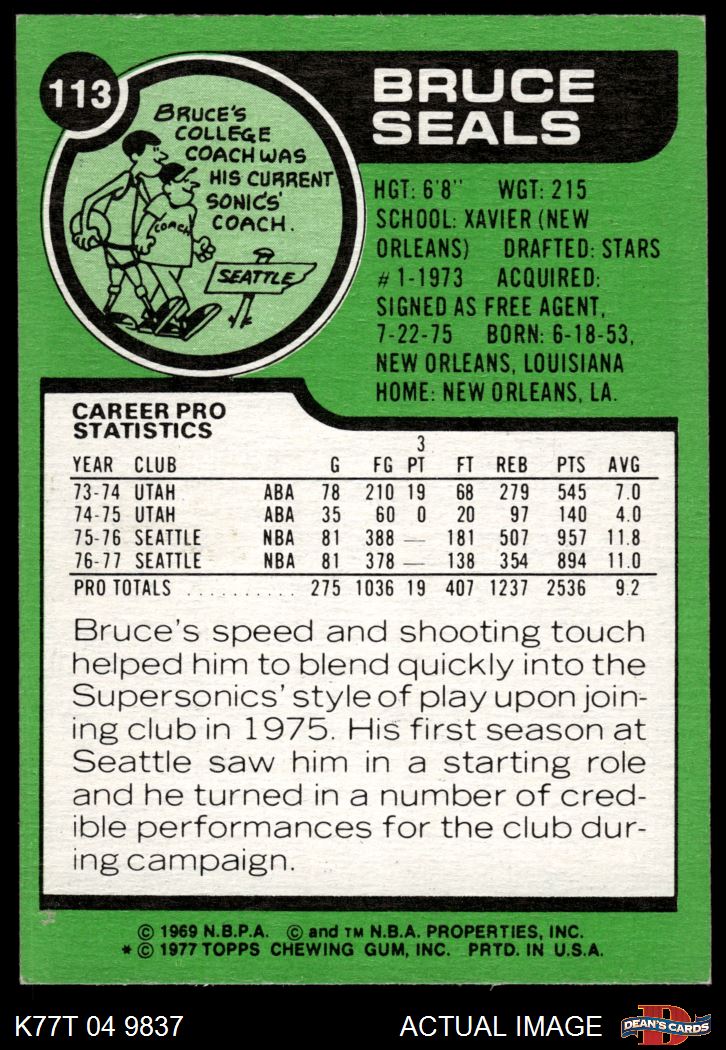 113
BRUCE
SEALS
BRUCE'S
COLLEGE
COACH WAS
HIS CURRENT
SONICS'
COACH.
COACH
SEATTLE
HGT: 6'8" WGT: 215
SCHOOL: XAVIER (NEW
ORLEANS) DRAFTED: STARS
# 1-1973 ACQUIRED:
SIGNED AS FREE AGENT,
7-22-75 BORN: 6-18-53,
NEW ORLEANS, LOUISIANA
HOME: NEW ORLEANS, LA.
CAREER PRO
STATISTICS
YEAR CLUB G FG 3 PT FT REB PTS AVG
73-74 UTAH ABA 78 210 19 68 279 545 7.0
74-75 UTAH ABA 35 60 0 20 97 140 4.0
75-76 SEATTLE NBA 81 388 — 181 507 957 11.8
76-77 SEATTLE NBA 81 378 — 138 354 894 11.0
PRO TOTALS .......... 275 1036 19 407 1237 2536 9.2
Bruce's speed and shooting touch
helped him to blend quickly into the
Supersonics' style of play upon join-
ing club in 1975. His first season at
Seattle saw him in a starting role
and he turned in a number of cred-
ible performances for the club dur-
ing campaign.
© 1969 N.B.P.A. © and TM N.B.A. PROPERTIES, INC.
* © 1977 TOPPS CHEWING GUM, INC. PRTD. IN U.S.A.
K77T 04 9837 ACTUAL IMAGE
D
DEAN'S CARDS